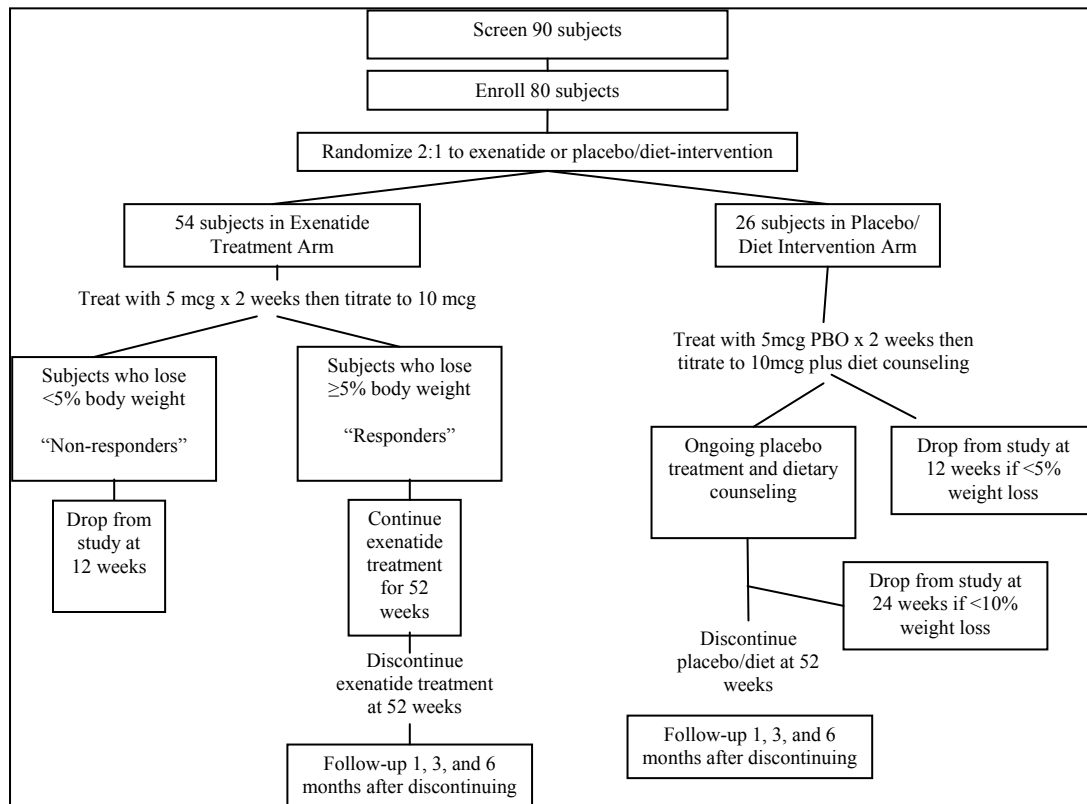 Screen 90 subjects
Enroll 80 subjects
Randomize 2:1 to exenatide or placebo/diet-intervention
54 subjects in Exenatide
Treatment Arm
26 subjects in Placebo/
Diet Intervention Arm
Treat with 5 mcg x 2 weeks then titrate to 10 mcg
Treat with 5mcg PBO x 2 weeks then
titrate to 10mcg plus diet counseling
Subjects who lose
<5% body weight
“Non-responders”
Subjects who lose
≥5% body weight
“Responders”
Ongoing placebo
treatment and dietary
counseling
Drop from study at
12 weeks if <5%
weight loss
Drop from
study at
12 weeks
Continue
exenatide
treatment
for 52
weeks
Drop from study at
24 weeks if <10%
weight loss
Discontinue
exenatide treatment
at 52 weeks
Discontinue
placebo/diet at 52
weeks
Follow-up 1, 3, and 6
months after discontinuing
Follow-up 1, 3, and 6
months after discontinuing